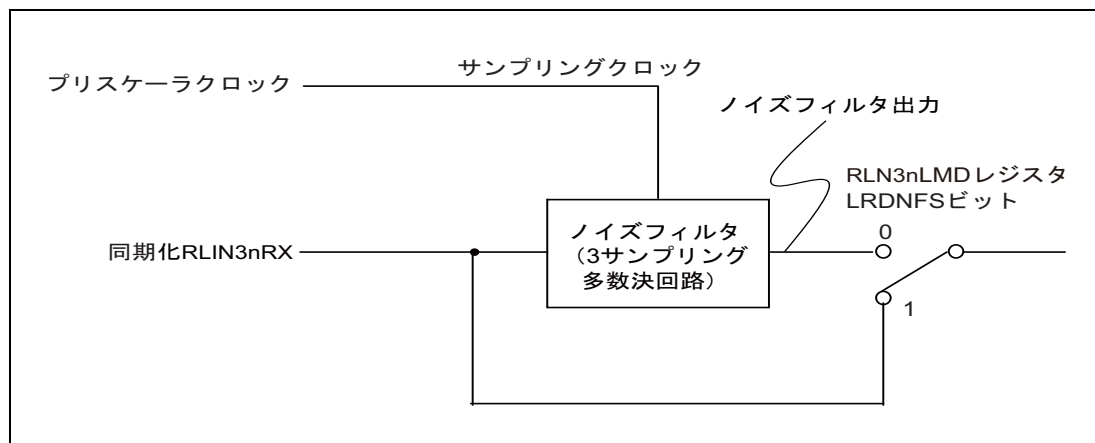 サンプリングクロック
プリスケーラクロック
ノイズフィルタ出力
RLN3nLMDレジスタ
LRDNFSビット
0
同期化RLIN3nRX
ノイズフィルタ
(3サンプリング
多数決回路)
1